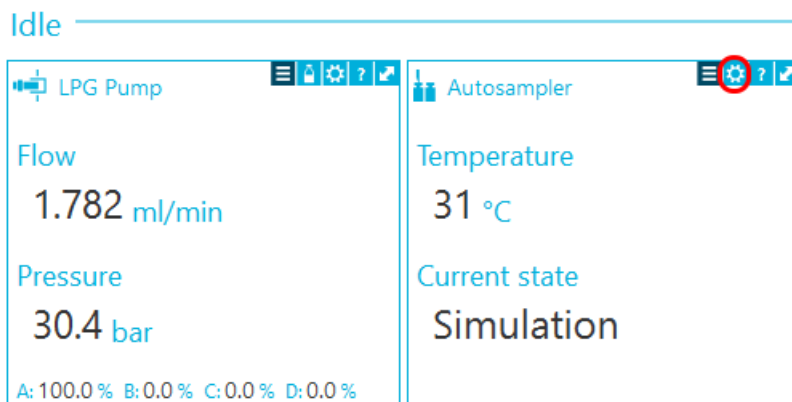 Idle
LPG Pump
?
Flow
1.782 ml/min
Pressure
30.4 bar
A: 100.0 % B: 0.0 % C: 0.0 % D: 0.0 %
Autosampler
?
Temperature
31 °C
Current state
Simulation